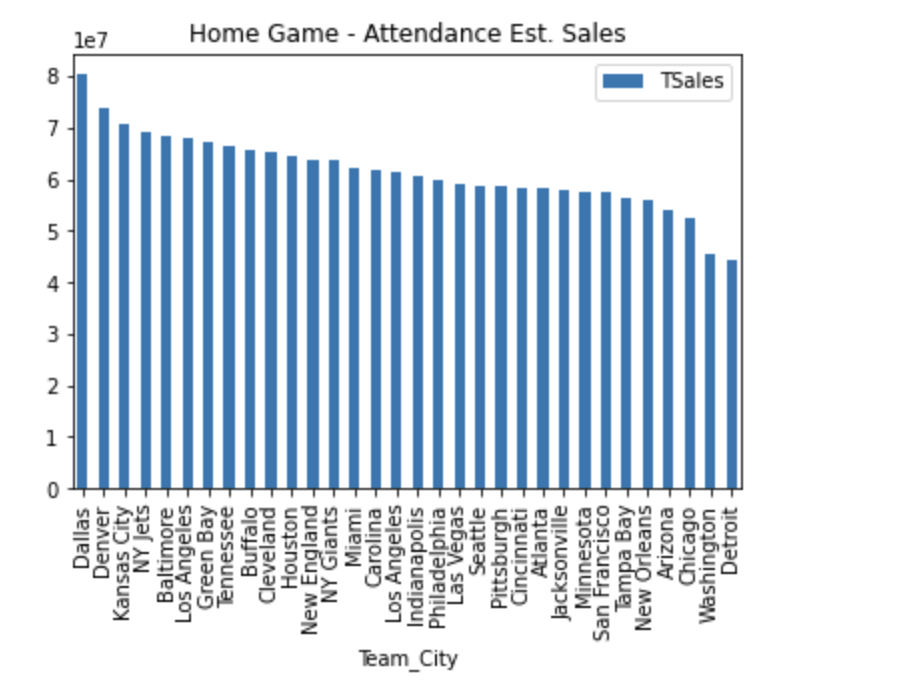 Home Game - Attendance Est. Sales
1e7
TSales
8
7
6
5
4
3
2
1
0
Dallas
Denver
Kansas City
NY Jets
Baltimore
Los Angeles
Green Bay
Tennessee
Buffalo
Cleveland
Houston
New England
NY Giants
Miami
Carolina
Los Angeles
Indianapolis
Philadelphia
Las Vegas
Seattle
Pittsburgh
Cincinnati
Atlanta
Jacksonville
Minnesota
San Francisco
Tampa Bay
New Orleans
Arizona
Chicago
Washington
Detroit
Team_City